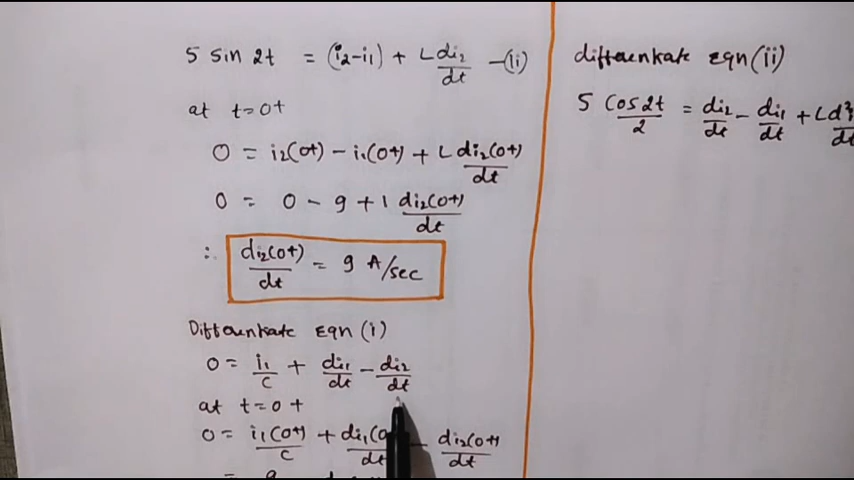 5 Sin 2t = (i2-i1) + L di2/dt -(ii)
at t=0+
0 = i2(0+) - i1(0+) + L di2(0+)/dt
0 = 0 - 9 + 1 di2(0+)/dt
∴ di2(0+)/dt = 9 A/sec
Differentiate Eqn (i)
0 = i1/C + di1/dt - di2/dt
at t=0+
0 = i1(0+)/C + di1(0 - di2(0+)/dt
differentiate Eqn (ii)
5 Cos 2t/2 = di2/dt - di1/dt + L d²i